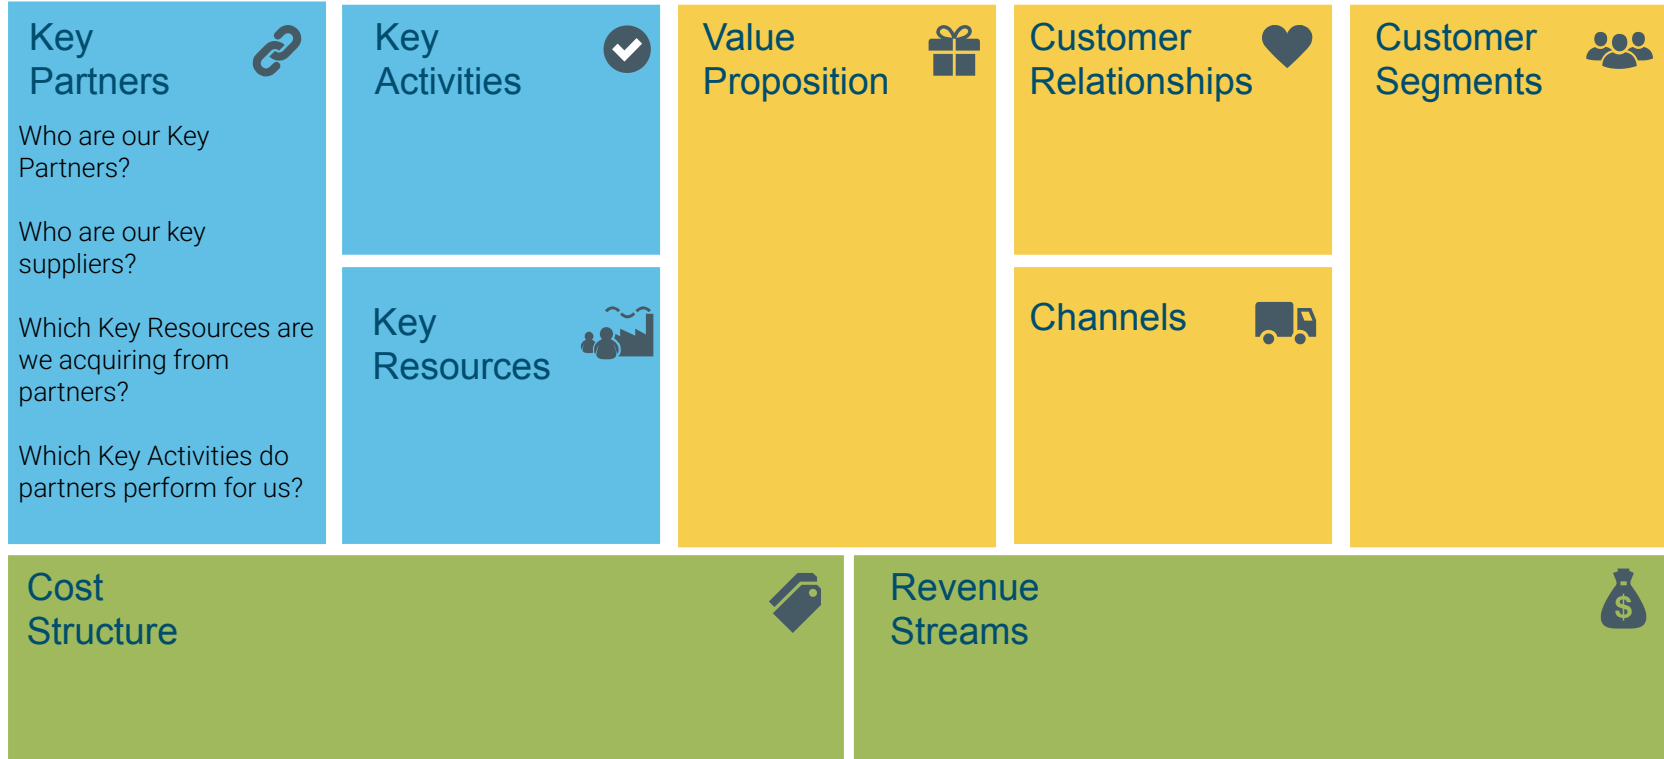 Key
Partners
Who are our Key
Partners?
Who are our key
suppliers?
Which Key Resources are
we acquiring from
partners?
Which Key Activities do
partners perform for us?
Key
Activities
Key
Resources
Value
Proposition
Customer
Relationships
Channels
Customer
Segments
Cost
Structure
Revenue
Streams
$